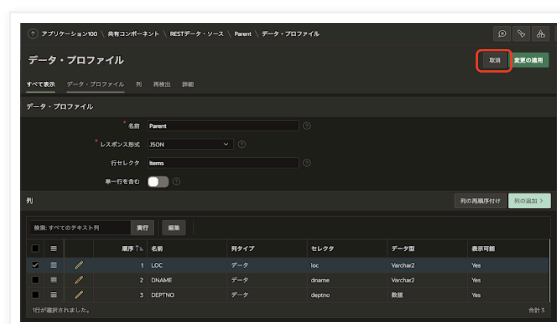 アプリケーション100 \ 共有コンポーネント \ RESTデータ・ソース \ Parent \ データ・プロファイル
データ・プロファイル
取消
変更の適用
すべて表示 データ・プロファイル 列 再検出 詳細
データ・プロファイル
* 名前 Parent
* レスポンス形式 JSON
行セレクタ items
単一行を含む
列
列の再順序付け
列の追加 >
検索: すべてのテキスト列 実行 編集
順序 名前 列タイプ セレクタ データ型 表示可能
1 LOC データ loc Varchar2 Yes
2 DNAME データ dname Varchar2 Yes
3 DEPTNO データ deptno 数値 Yes
1行が選択されました。 合計 3